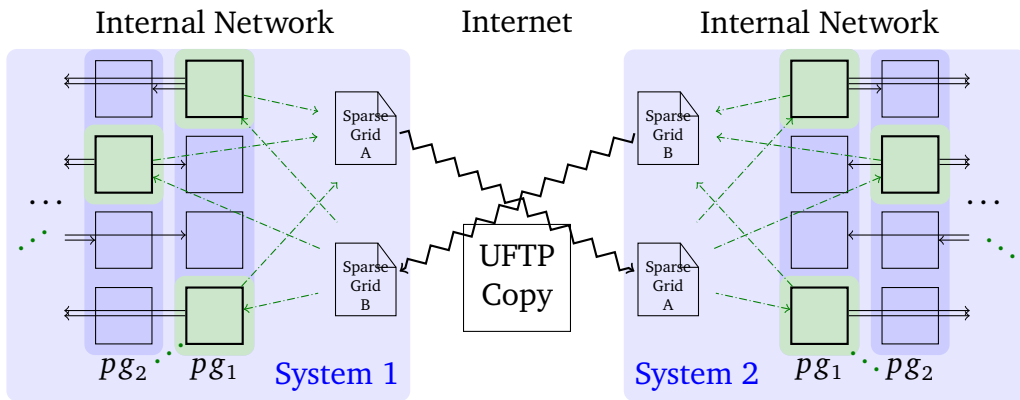 Internal Network
Internet
Internal Network
Sparse
Grid
A
Sparse
Grid
B
...
...
UFTP
Copy
Sparse
Grid
B
Sparse
Grid
A
pg₂
pg₁
System 1
System 2
pg₁
pg₂